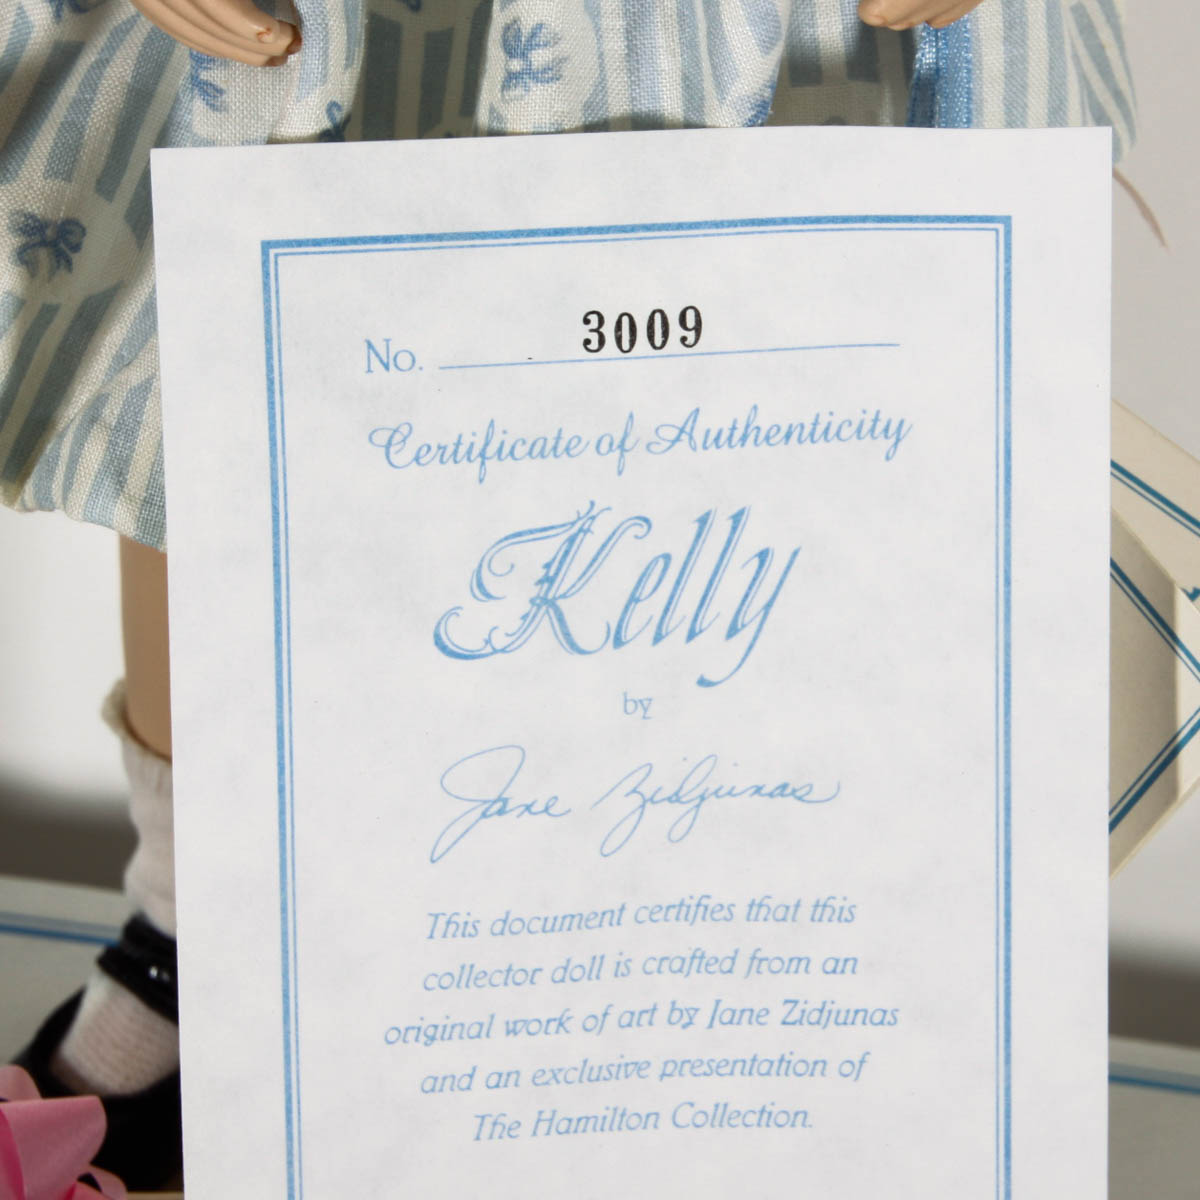 No. 3009
Certificate of Authenticity
Kelly
by
Jane Zidjunas
This document certifies that this
collector doll is crafted from an
original work of art by Jane Zidjunas
and an exclusive presentation of
The Hamilton Collection.